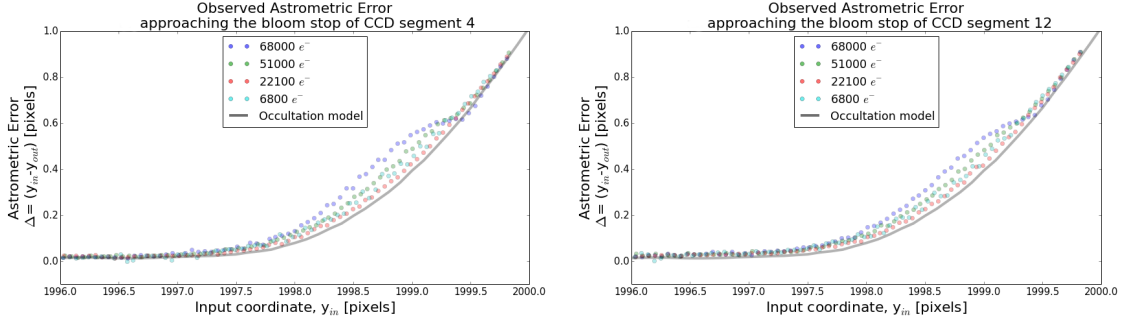 Observed Astrometric Error
approaching the bloom stop of CCD segment 4
1.0
0.8
0.6
0.4
0.2
0.0
Astrometric Error
Δ= (y_in-y_out) [pixels]
68000 e⁻
51000 e⁻
22100 e⁻
6800 e⁻
Occultation model
1996.0 1996.5 1997.0 1997.5 1998.0 1998.5 1999.0 1999.5 2000.0
Input coordinate, y_in [pixels]
Observed Astrometric Error
approaching the bloom stop of CCD segment 12
1.0
0.8
0.6
0.4
0.2
0.0
Astrometric Error
Δ= (y_in-y_out) [pixels]
68000 e⁻
51000 e⁻
22100 e⁻
6800 e⁻
Occultation model
1996.0 1996.5 1997.0 1997.5 1998.0 1998.5 1999.0 1999.5 2000.0
Input coordinate, y_in [pixels]